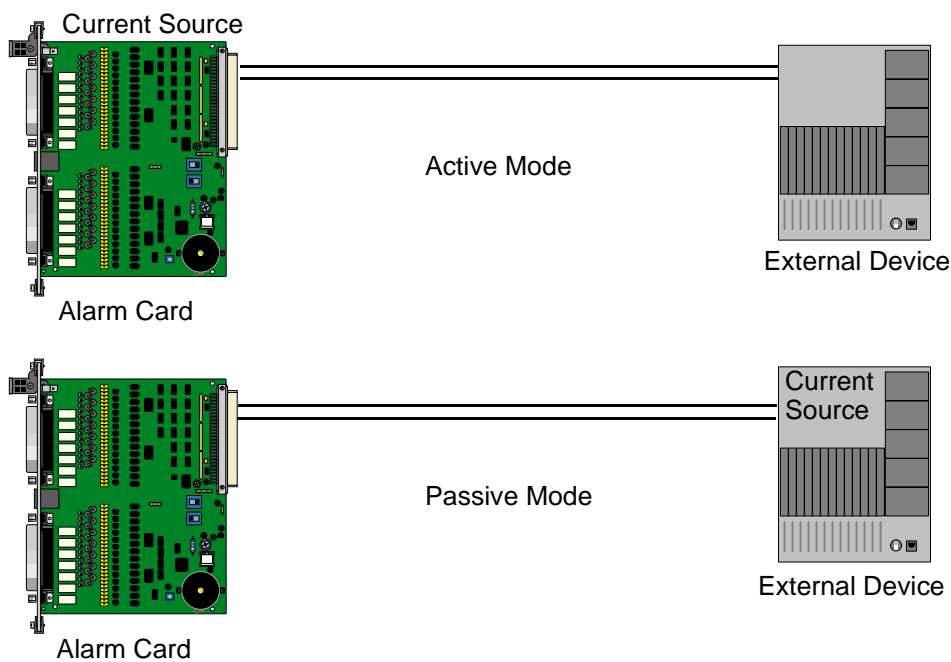 Current Source
Active Mode
External Device
Alarm Card
Current
Source
Passive Mode
External Device
Alarm Card